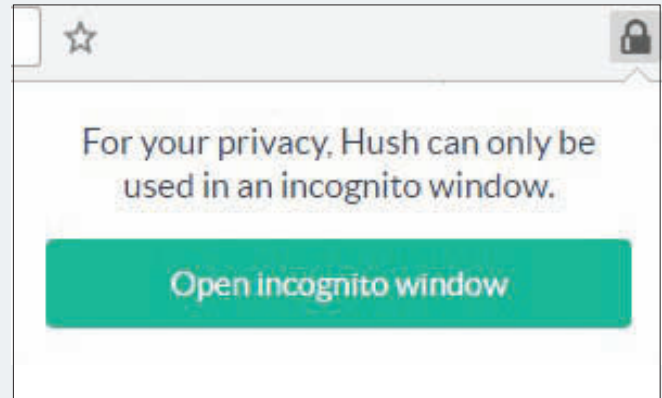 For your privacy, Hush can only be
used in an incognito window.
Open incognito window